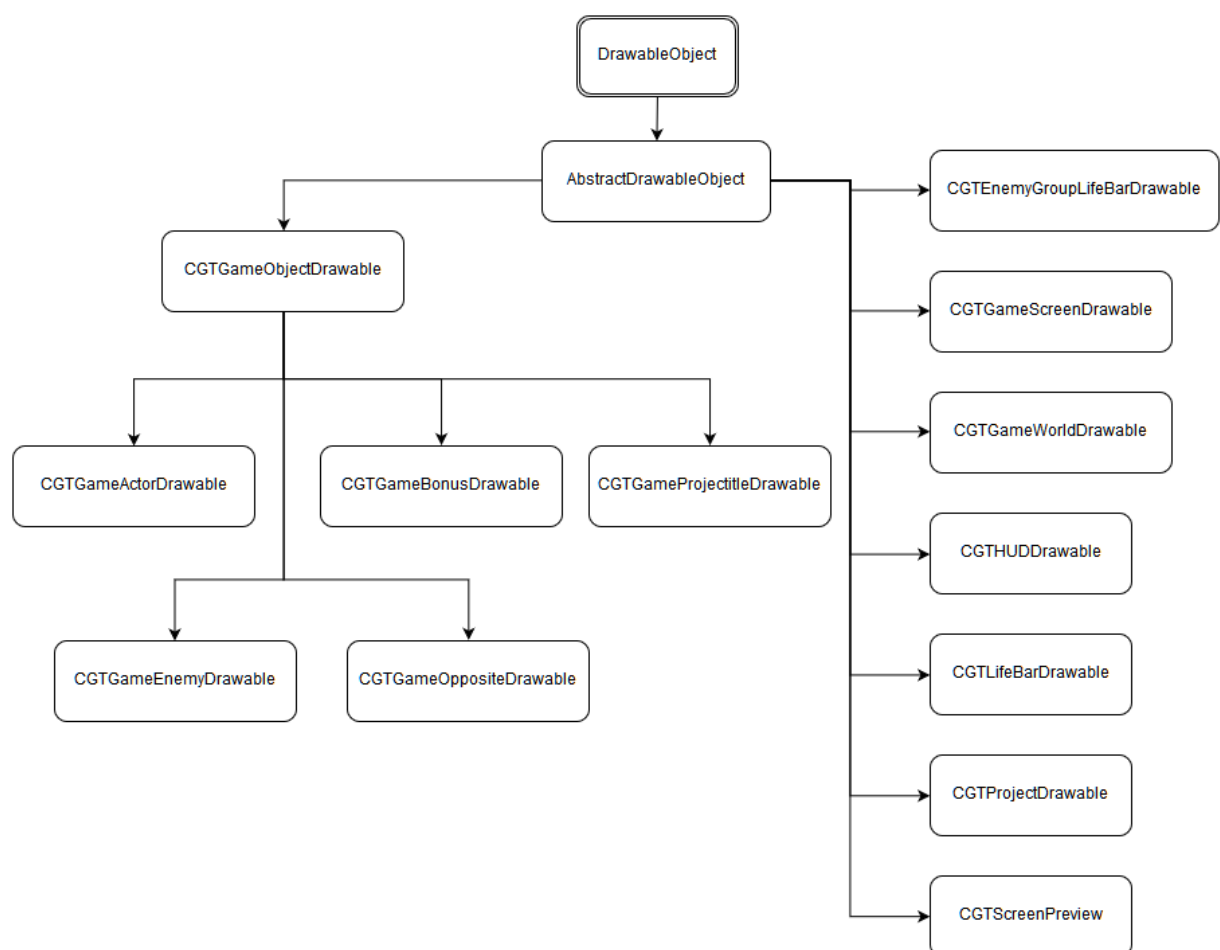 DrawableObject
AbstractDrawableObject
CGTEnemyGroupLifeBarDrawable
CGTGameObjectDrawable
CGTGameScreenDrawable
CGTGameWorldDrawable
CGTGameActorDrawable
CGTGameBonusDrawable
CGTGameProjectitleDrawable
CGTHUDDrawable
CGTGameEnemyDrawable
CGTGameOppositeDrawable
CGTLifeBarDrawable
CGTProjectDrawable
CGTScreenPreview